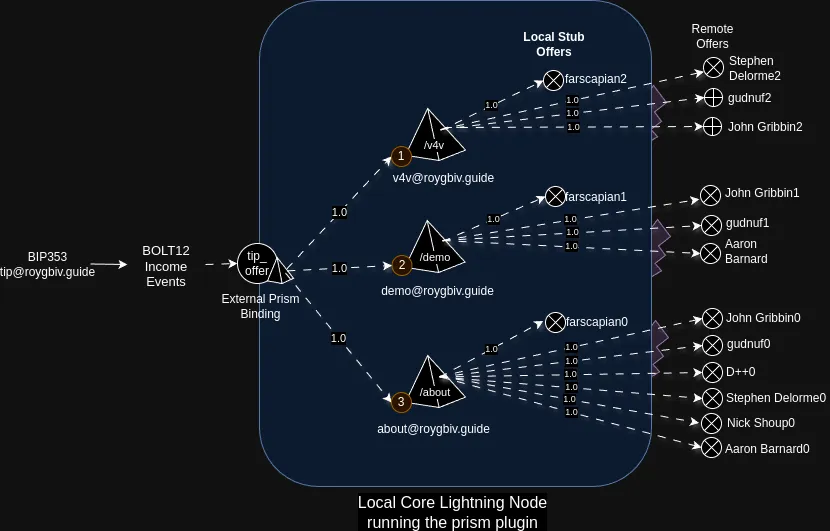 Local Stub
Offers
Remote
Offers
farscapian2
Stephen
Delorme2
gudnuf2
John Gribbin2
1.0
1.0
1.0
1.0
/v4v
1
v4v@roygbiv.guide
1.0
BIP353
tip@roygbiv.guide
BOLT12
Income
Events
tip_
offer
External Prism
Binding
1.0
farscapian1
John Gribbin1
gudnuf1
Aaron
Barnard
1.0
1.0
1.0
1.0
/demo
2
demo@roygbiv.guide
1.0
farscapian0
John Gribbin0
gudnuf0
D++0
Stephen Delorme0
Nick Shoup0
Aaron Barnard0
1.0
1.0
1.0
1.0
1.0
1.0
1.0
/about
3
about@roygbiv.guide
Local Core Lightning Node
running the prism plugin